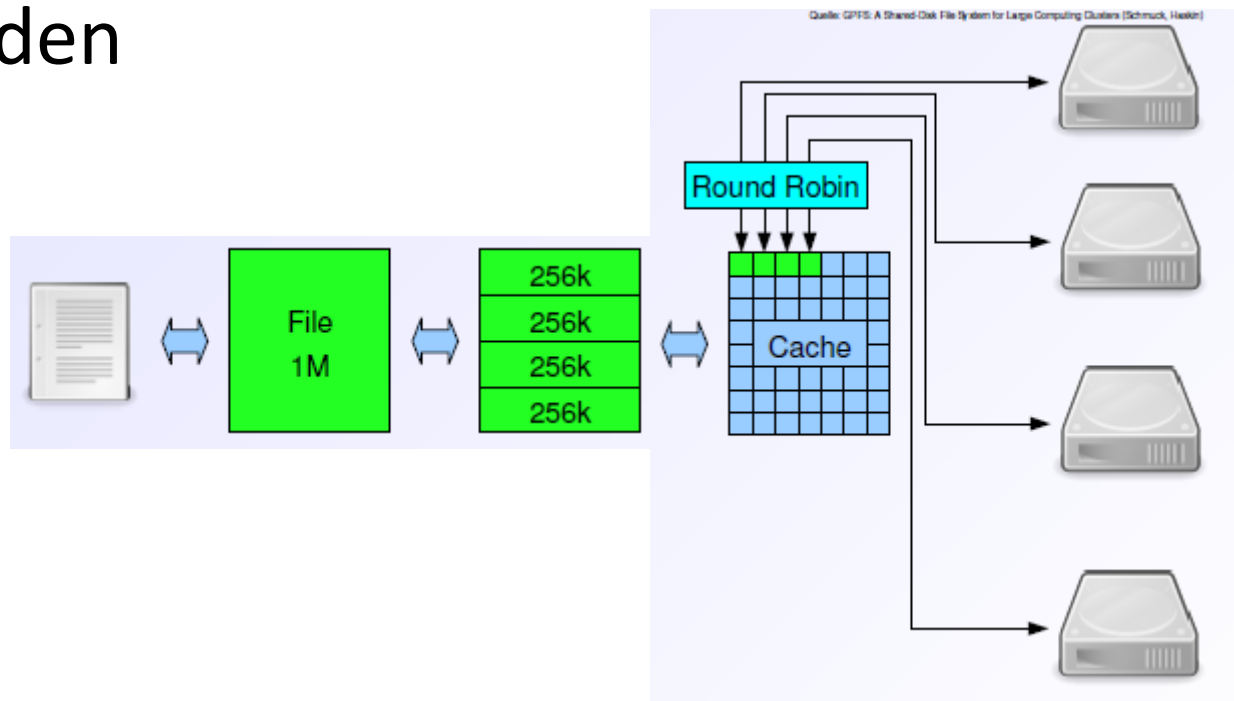 den
Quelle: GPFS: A Shared-Disk File System for Large Computing Clusters (Schmuck, Haskin)
Round Robin
File
1M
256k
256k
256k
256k
Cache